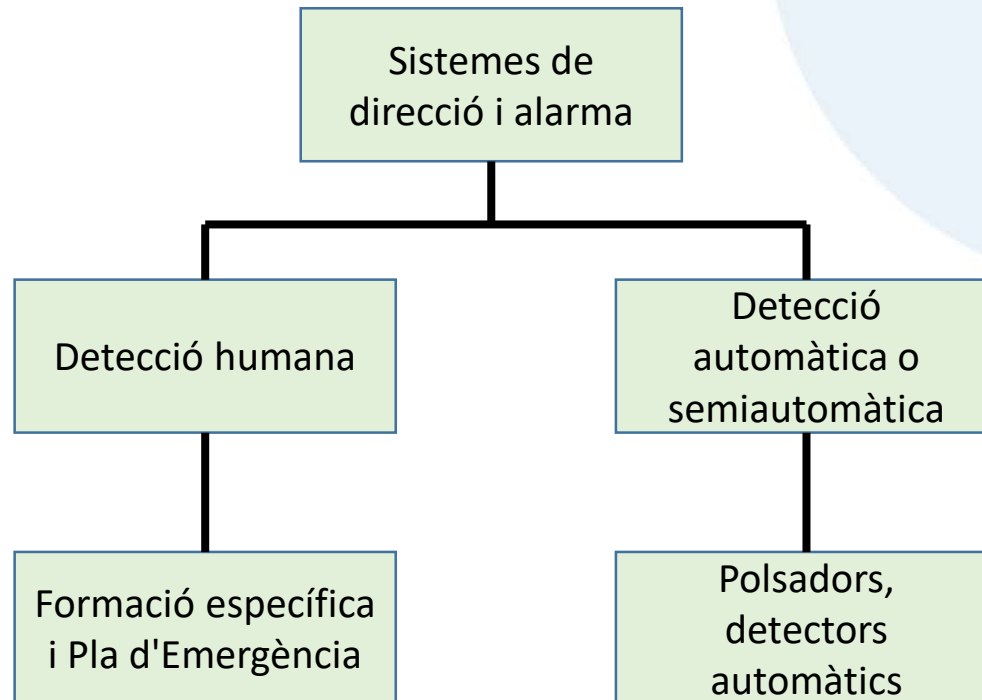 Sistemes de
direcció i alarma
Detecció humana
Detecció
automàtica o
semiautomàtica
Formació específica
i Pla d'Emergència
Polsadors,
detectors
automàtics